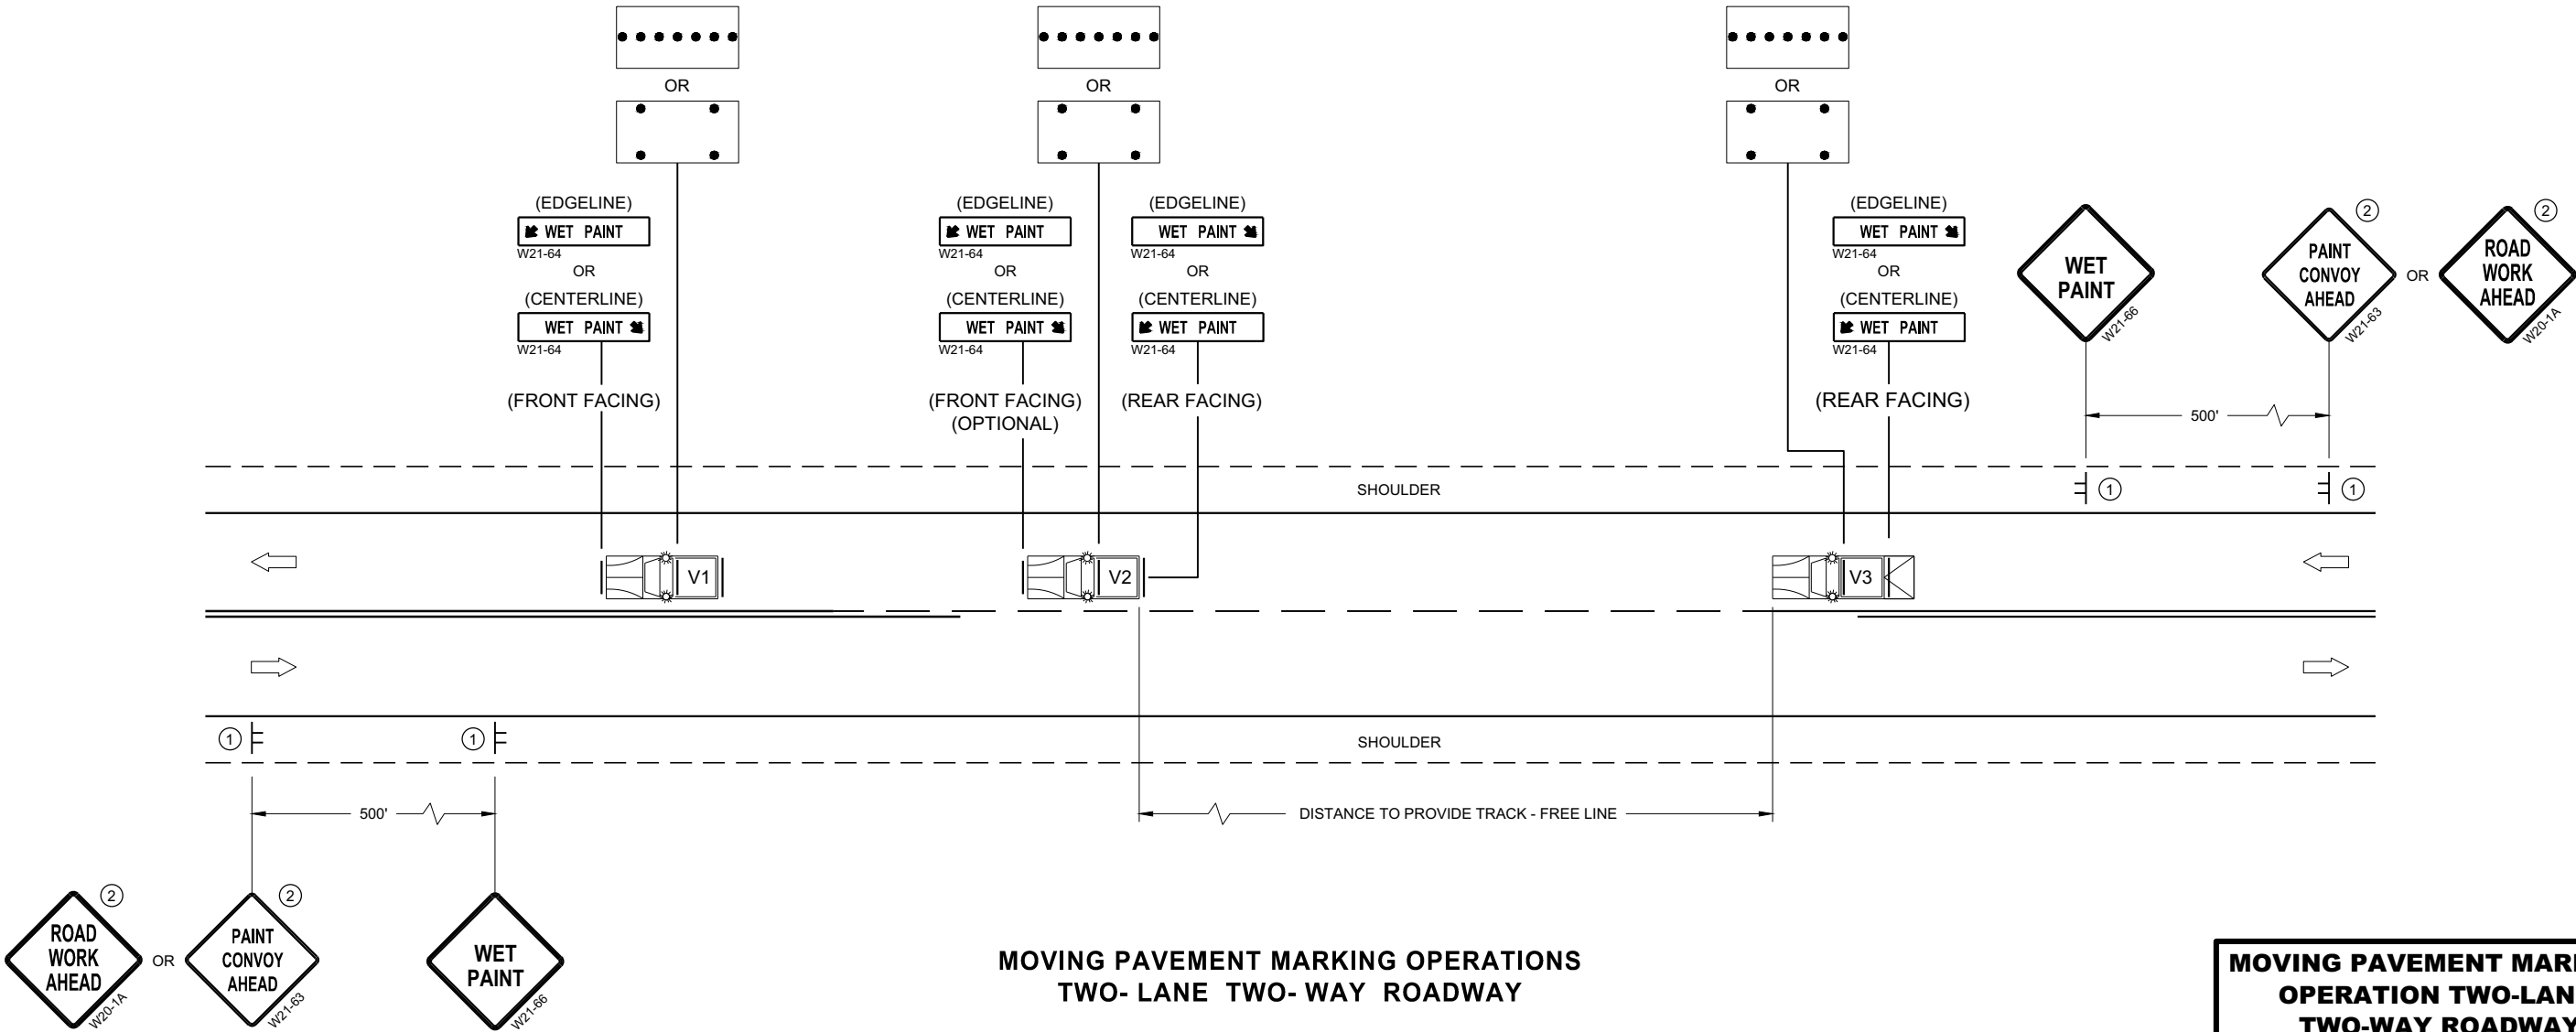 OR
OR
OR
(EDGELINE)
WET PAINT
W21-64
OR
(CENTERLINE)
WET PAINT
W21-64
(FRONT FACING)
(EDGELINE)
WET PAINT
W21-64
OR
(CENTERLINE)
WET PAINT
W21-64
(FRONT FACING)
(OPTIONAL)
(EDGELINE)
WET PAINT
W21-64
OR
(CENTERLINE)
WET PAINT
W21-64
(REAR FACING)
(EDGELINE)
WET PAINT
W21-64
OR
(CENTERLINE)
WET PAINT
W21-64
(REAR FACING)
WET
PAINT
W21-66
2
PAINT
CONVOY
AHEAD
W21-63
OR
2
ROAD
WORK
AHEAD
W20-1A
500'
SHOULDER
1
1
V1
V2
V3
1
1
SHOULDER
500'
DISTANCE TO PROVIDE TRACK - FREE LINE
2
ROAD
WORK
AHEAD
W20-1A
OR
2
PAINT
CONVOY
AHEAD
W21-63
WET
PAINT
W21-66
MOVING PAVEMENT MARKING OPERATIONS
TWO- LANE TWO- WAY ROADWAY
MOVING PAVEMENT
OPERATION
TWO-WAY ROADWAY